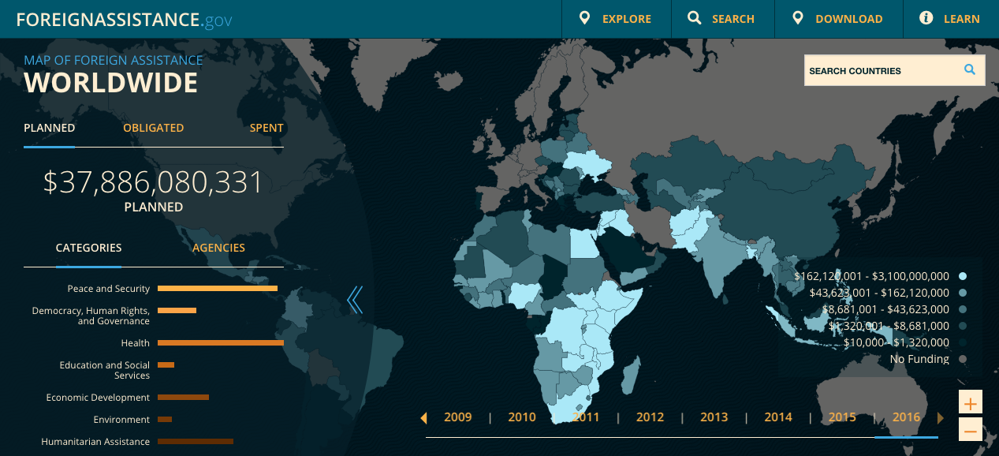 FOREIGNASSISTANCE.gov
EXPLORE
SEARCH
DOWNLOAD
LEARN
MAP OF FOREIGN ASSISTANCE
WORLDWIDE
SEARCH COUNTRIES
PLANNED
OBLIGATED
SPENT
$37,886,080,331
PLANNED
CATEGORIES
AGENCIES
Peace and Security
Democracy, Human Rights,
and Governance
Health
Education and Social
Services
Economic Development
Environment
Humanitarian Assistance
$162,120,001 - $3,100,000,000
$43,623,001 - $162,120,000
$8,681,001 - $43,623,000
$1,320,001 - $8,681,000
$10,000 - $1,320,000
No Funding
2009 | 2010 | 2011 | 2012 | 2013 | 2014 | 2015 | 2016
+
−